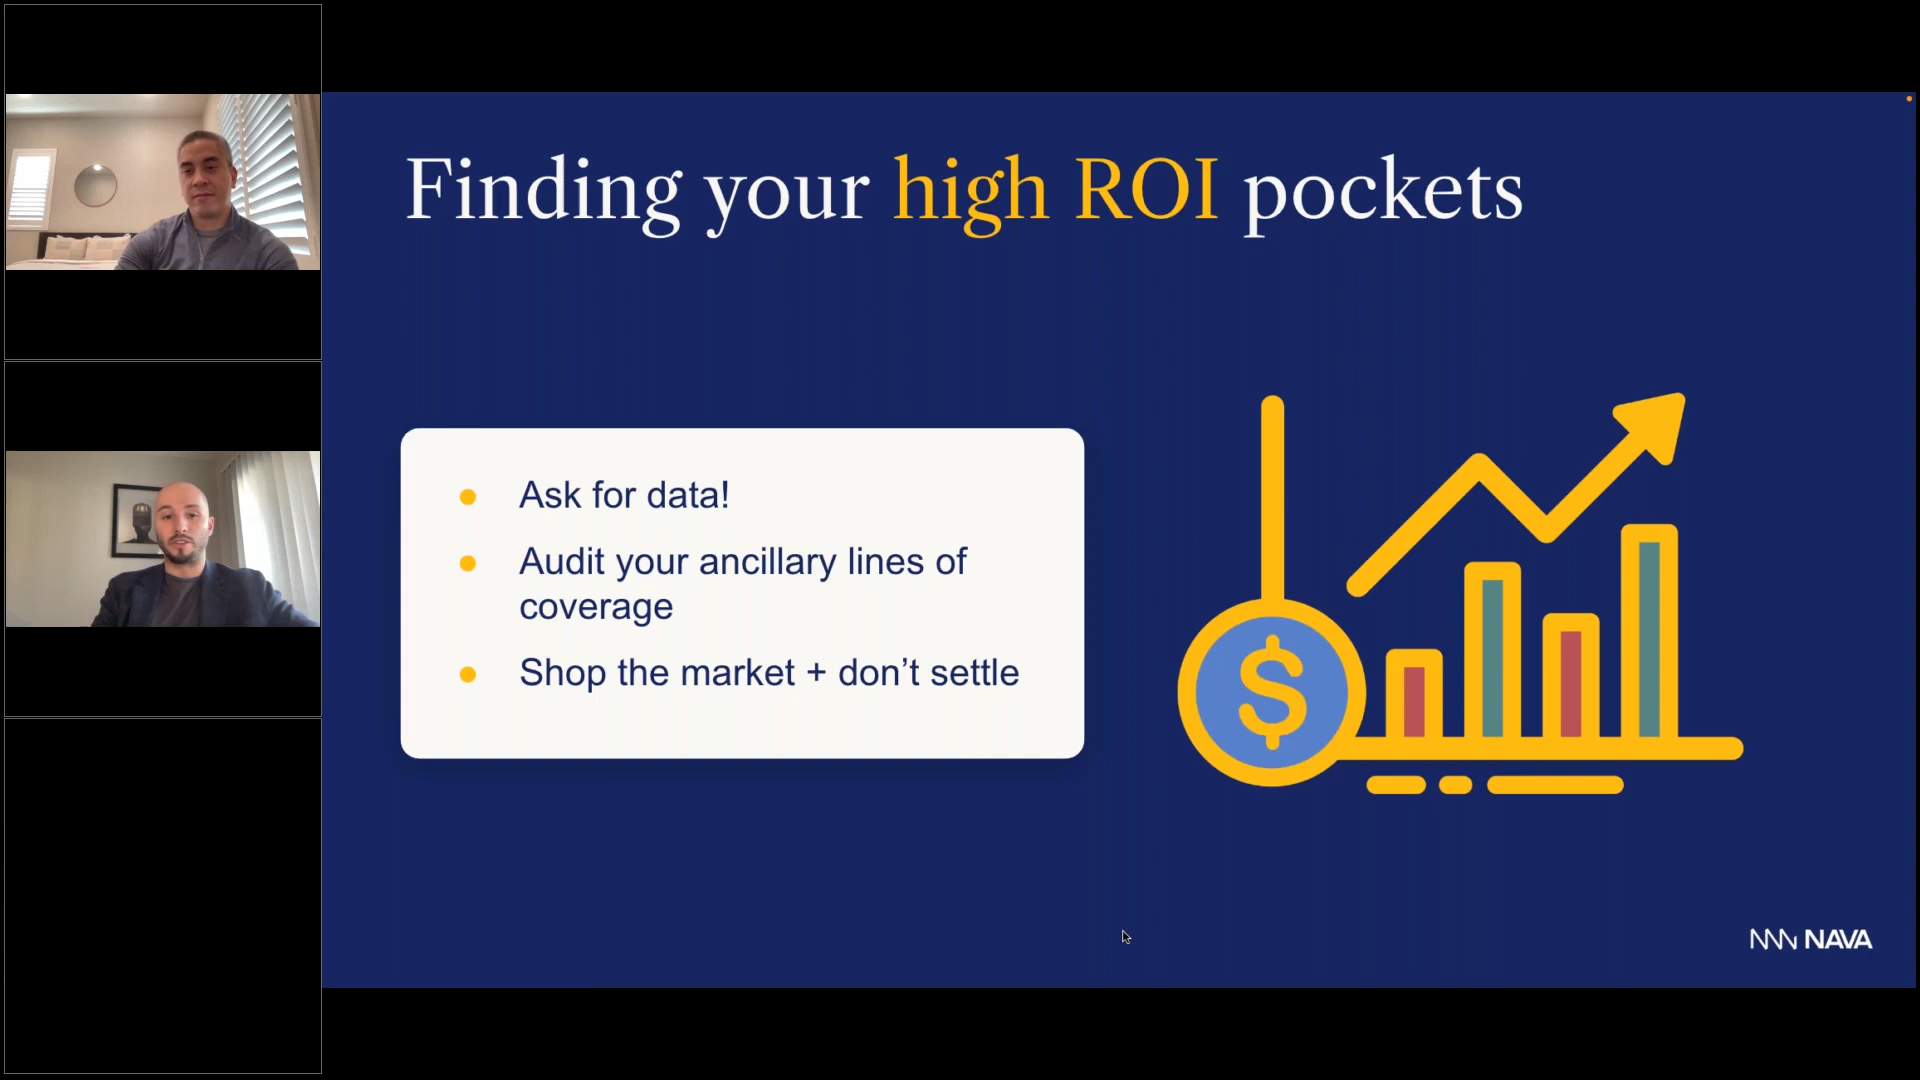 Finding your high ROI pockets
Ask for data!
Audit your ancillary lines of
coverage
Shop the market + don’t settle
$
NAVA